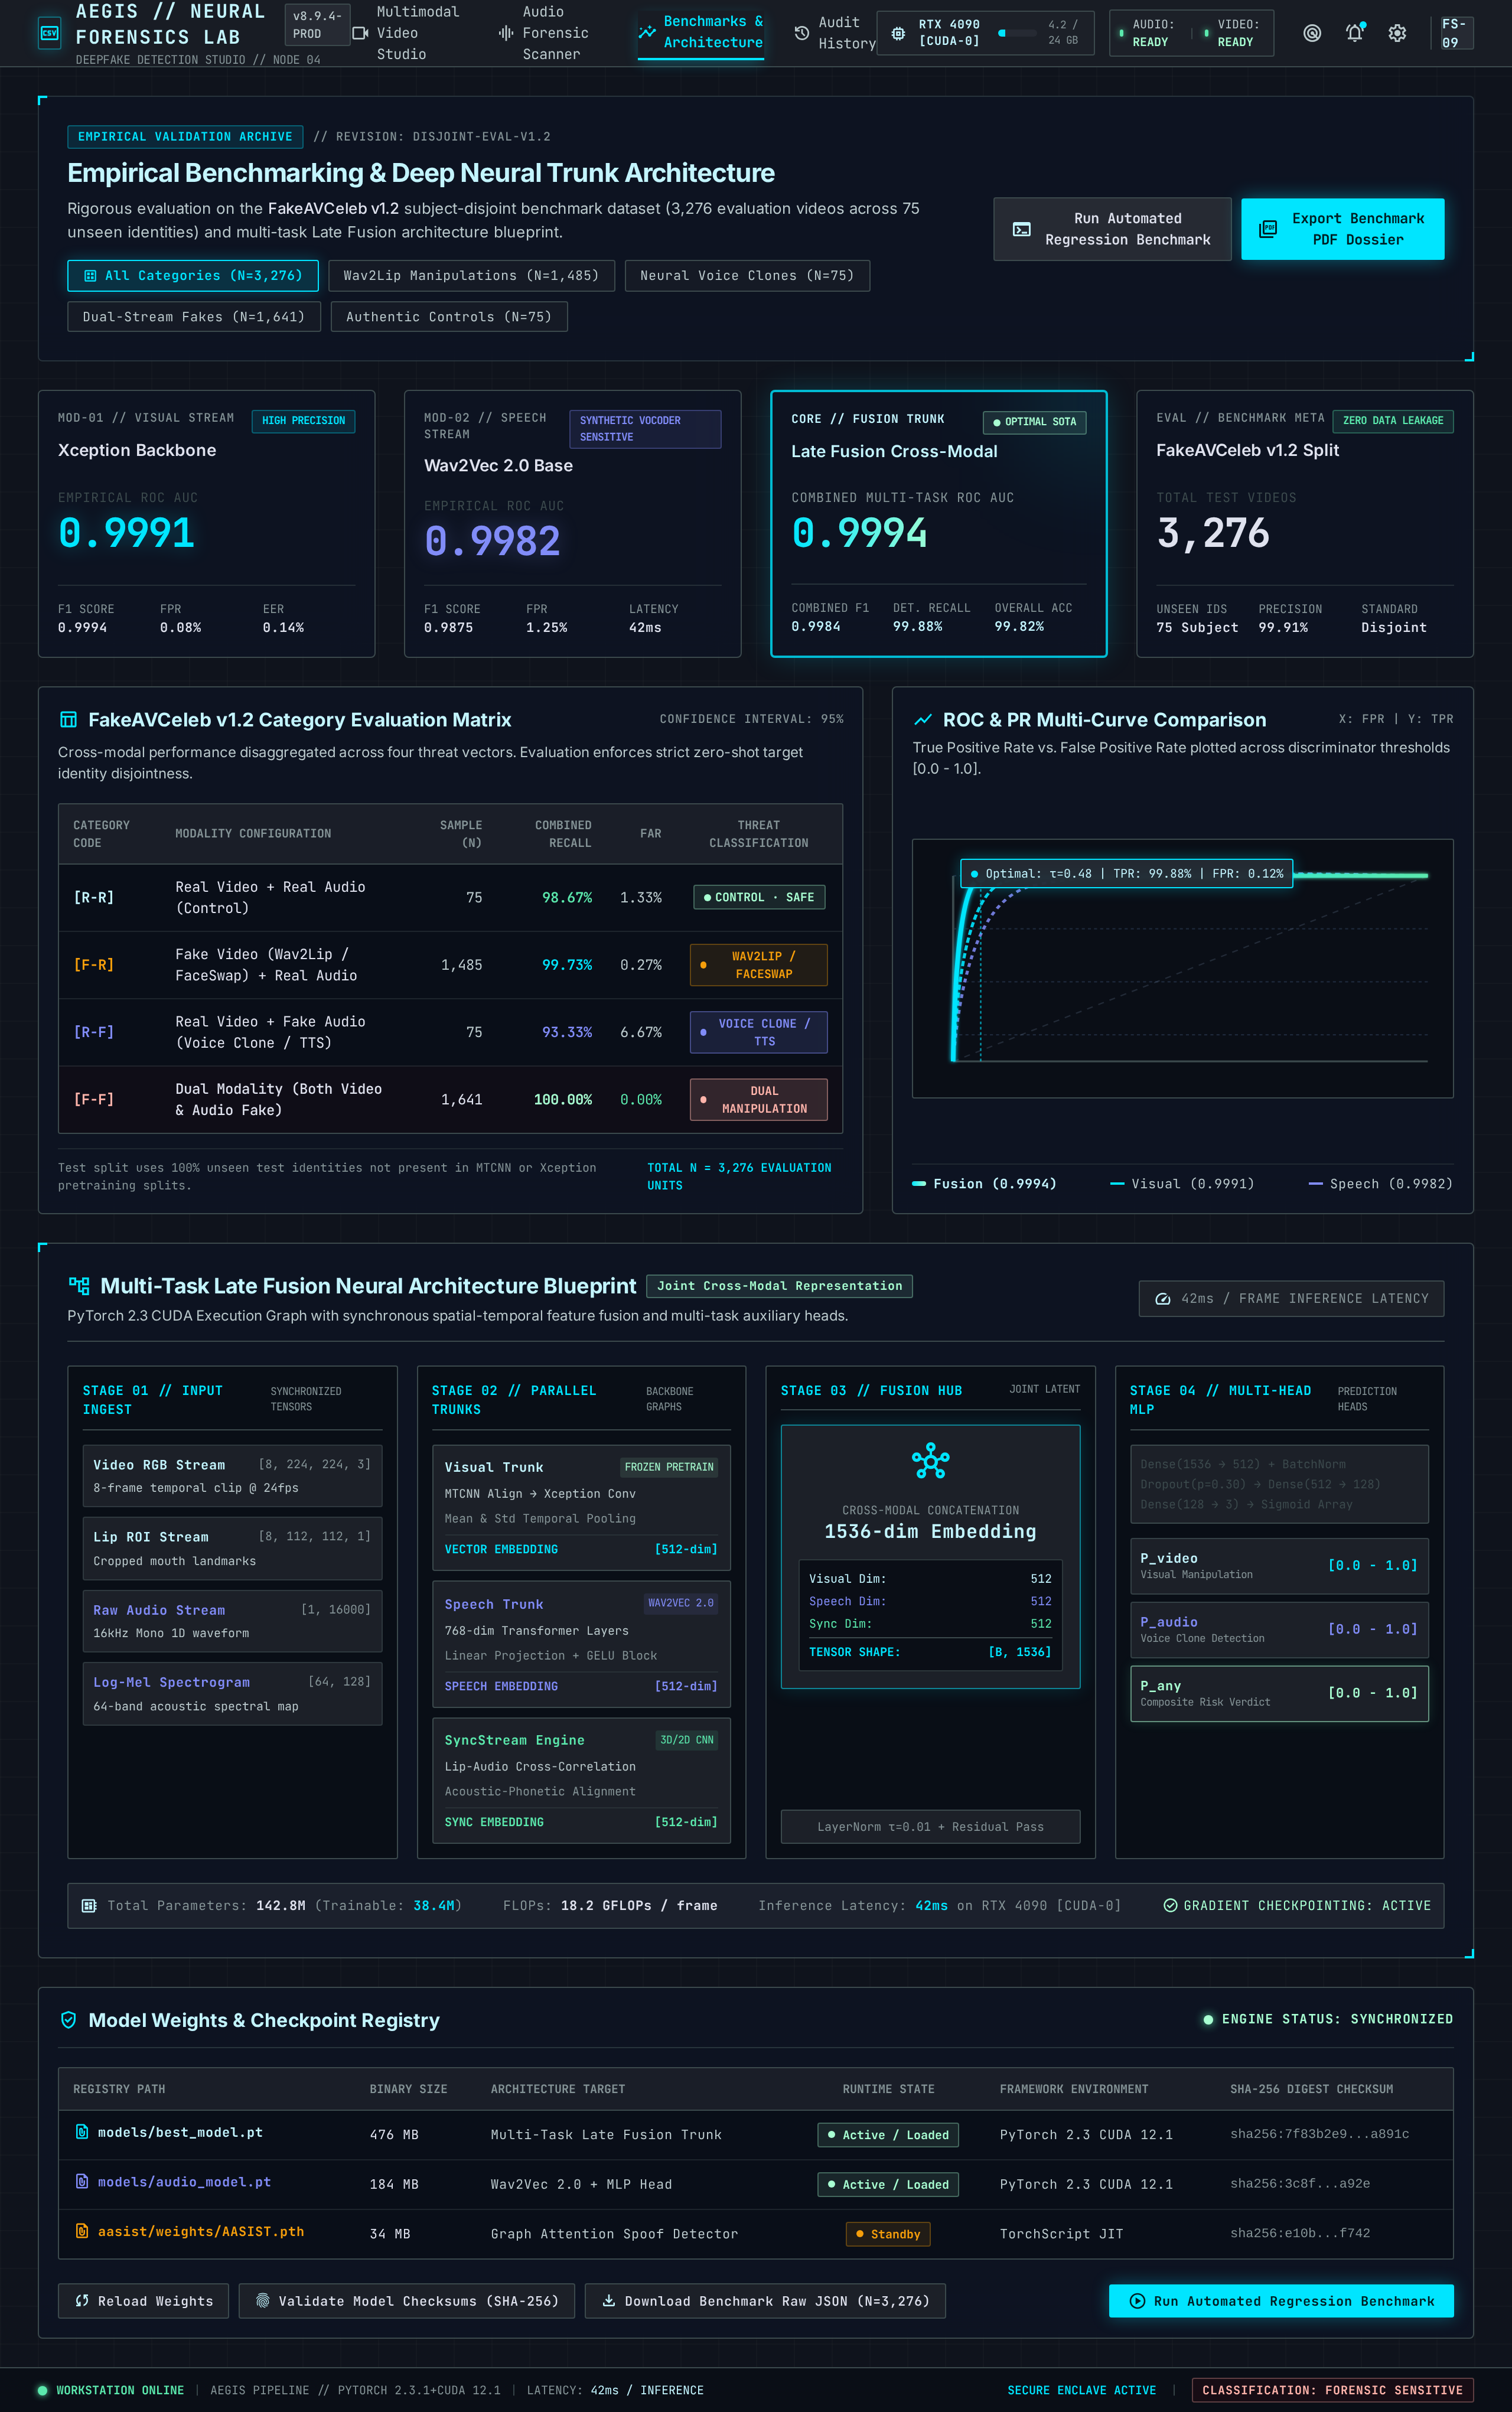 CSV
AEGIS // NEURAL FORENSICS LAB
v8.9.4-PROD
DEEPFAKE DETECTION STUDIO // NODE 04
Multimodal Video Studio
Audio Forensic Scanner
Benchmarks & Architecture
Audit History
RTX 4090 [CUDA-0]
4.2 / 24 GB
AUDIO: READY
VIDEO: READY
FS-09
EMPIRICAL VALIDATION ARCHIVE // REVISION: DISJOINT-EVAL-V1.2
Empirical Benchmarking & Deep Neural Trunk Architecture
Rigorous evaluation on the FakeAVCeleb v1.2 subject-disjoint benchmark dataset (3,276 evaluation videos across 75
unseen identities) and multi-task Late Fusion architecture blueprint.
Run Automated Regression Benchmark
PDF
Export Benchmark PDF Dossier
All Categories (N=3,276)
Wav2Lip Manipulations (N=1,485)
Neural Voice Clones (N=75)
Dual-Stream Fakes (N=1,641)
Authentic Controls (N=75)
MOD-01 // VISUAL STREAM
HIGH PRECISION
Xception Backbone
EMPIRICAL ROC AUC
0.9991
F1 SCORE FPR EER
0.9994 0.08% 0.14%
MOD-02 // SPEECH STREAM
SYNTHETIC VOCODER SENSITIVE
Wav2Vec 2.0 Base
EMPIRICAL ROC AUC
0.9982
F1 SCORE FPR LATENCY
0.9875 1.25% 42ms
CORE // FUSION TRUNK
OPTIMAL SOTA
Late Fusion Cross-Modal
COMBINED MULTI-TASK ROC AUC
0.9994
COMBINED F1 DET. RECALL OVERALL ACC
0.9984 99.88% 99.82%
EVAL // BENCHMARK META
ZERO DATA LEAKAGE
FakeAVCeleb v1.2 Split
TOTAL TEST VIDEOS
3,276
UNSEEN IDS PRECISION STANDARD
75 Subject 99.91% Disjoint
FakeAVCeleb v1.2 Category Evaluation Matrix
CONFIDENCE INTERVAL: 95%
Cross-modal performance disaggregated across four threat vectors. Evaluation enforces strict zero-shot target
identity disjointness.
CATEGORY CODE MODALITY CONFIGURATION SAMPLE (N) COMBINED RECALL FAR THREAT CLASSIFICATION
[R-R] Real Video + Real Audio (Control) 75 98.67% 1.33% CONTROL · SAFE
[F-R] Fake Video (Wav2Lip / FaceSwap) + Real Audio 1,485 99.73% 0.27% WAV2LIP / FACESWAP
[R-F] Real Video + Fake Audio (Voice Clone / TTS) 75 93.33% 6.67% VOICE CLONE / TTS
[F-F] Dual Modality (Both Video & Audio Fake) 1,641 100.00% 0.00% DUAL MANIPULATION
Test split uses 100% unseen test identities not present in MTCNN or Xception
pretraining splits.
TOTAL N = 3,276 EVALUATION UNITS
ROC & PR Multi-Curve Comparison
X: FPR | Y: TPR
True Positive Rate vs. False Positive Rate plotted across discriminator thresholds
[0.0 - 1.0].
Optimal: τ=0.48 | TPR: 99.88% | FPR: 0.12%
Fusion (0.9994) Visual (0.9991) Speech (0.9982)
Multi-Task Late Fusion Neural Architecture Blueprint
Joint Cross-Modal Representation
PyTorch 2.3 CUDA Execution Graph with synchronous spatial-temporal feature fusion and multi-task auxiliary heads.
42ms / FRAME INFERENCE LATENCY
STAGE 01 // INPUT INGEST
SYNCHRONIZED TENSORS
Video RGB Stream [8, 224, 224, 3]
8-frame temporal clip @ 24fps
Lip ROI Stream [8, 112, 112, 1]
Cropped mouth landmarks
Raw Audio Stream [1, 16000]
16kHz Mono 1D waveform
Log-Mel Spectrogram [64, 128]
64-band acoustic spectral map
STAGE 02 // PARALLEL TRUNKS
BACKBONE GRAPHS
Visual Trunk FROZEN PRETRAIN
MTCNN Align → Xception Conv
Mean & Std Temporal Pooling
VECTOR EMBEDDING [512-dim]
Speech Trunk WAV2VEC 2.0
768-dim Transformer Layers
Linear Projection + GELU Block
SPEECH EMBEDDING [512-dim]
SyncStream Engine 3D/2D CNN
Lip-Audio Cross-Correlation
Acoustic-Phonetic Alignment
SYNC EMBEDDING [512-dim]
STAGE 03 // FUSION HUB
JOINT LATENT
CROSS-MODAL CONCATENATION
1536-dim Embedding
Visual Dim: 512
Speech Dim: 512
Sync Dim: 512
TENSOR SHAPE: [B, 1536]
LayerNorm τ=0.01 + Residual Pass
STAGE 04 // MULTI-HEAD MLP
PREDICTION HEADS
Dense(1536 → 512) + BatchNorm
Dropout(p=0.30) → Dense(512 → 128)
Dense(128 → 3) → Sigmoid Array
P_video [0.0 - 1.0]
Visual Manipulation
P_audio [0.0 - 1.0]
Voice Clone Detection
P_any [0.0 - 1.0]
Composite Risk Verdict
Total Parameters: 142.8M (Trainable: 38.4M)
FLOPs: 18.2 GFLOPs / frame
Inference Latency: 42ms on RTX 4090 [CUDA-0]
GRADIENT CHECKPOINTING: ACTIVE
Model Weights & Checkpoint Registry
ENGINE STATUS: SYNCHRONIZED
REGISTRY PATH BINARY SIZE ARCHITECTURE TARGET RUNTIME STATE FRAMEWORK ENVIRONMENT SHA-256 DIGEST CHECKSUM
models/best_model.pt 476 MB Multi-Task Late Fusion Trunk Active / Loaded PyTorch 2.3 CUDA 12.1 sha256:7f83b2e9...a891c
models/audio_model.pt 184 MB Wav2Vec 2.0 + MLP Head Active / Loaded PyTorch 2.3 CUDA 12.1 sha256:3c8f...a92e
aasist/weights/AASIST.pth 34 MB Graph Attention Spoof Detector Standby TorchScript JIT sha256:e10b...f742
Reload Weights
Validate Model Checksums (SHA-256)
Download Benchmark Raw JSON (N=3,276)
Run Automated Regression Benchmark
WORKSTATION ONLINE | AEGIS PIPELINE // PYTORCH 2.3.1+CUDA 12.1 | LATENCY: 42ms / INFERENCE
SECURE ENCLAVE ACTIVE | CLASSIFICATION: FORENSIC SENSITIVE